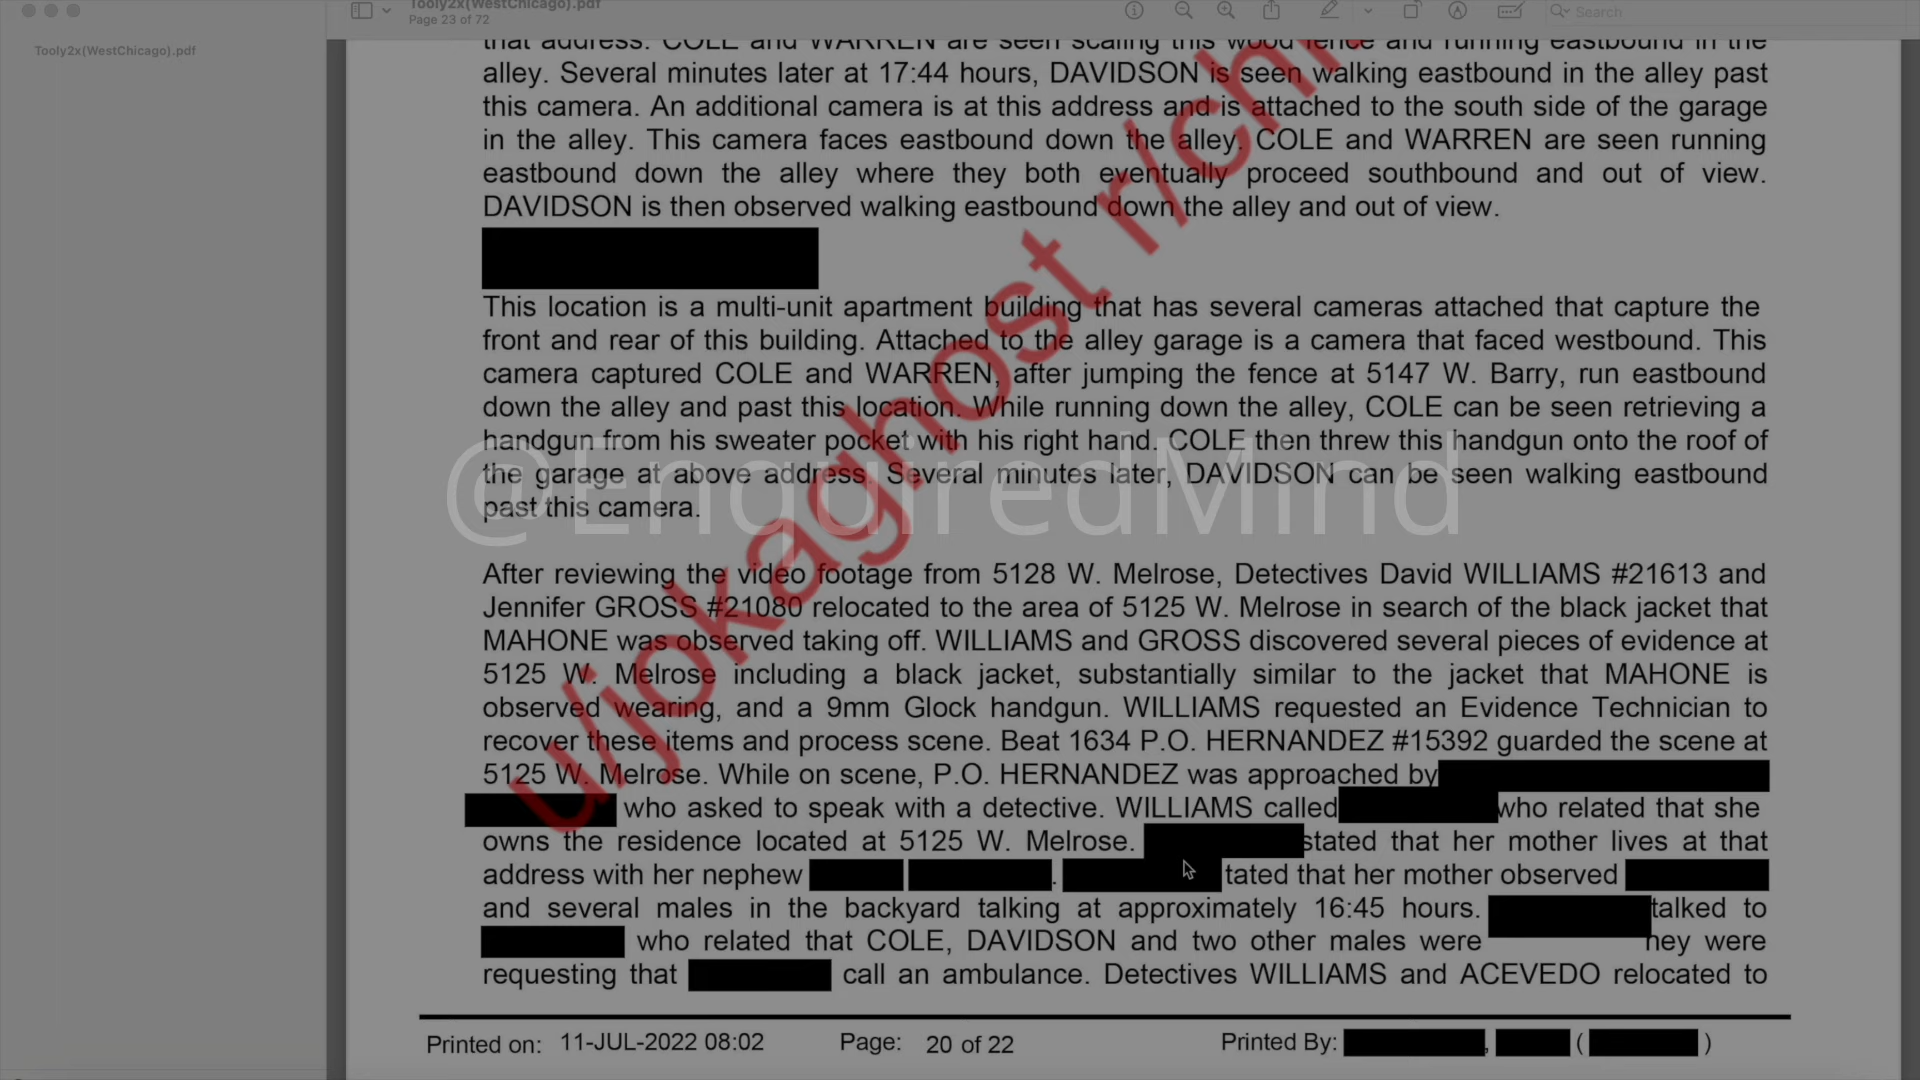 Tooly2x(WestChicago).pdf
Page 23 of 72
Search
Tooly2x(WestChicago).pdf
that address. COLE and WARREN are seen scaling this wood fence and running eastbound in the
alley. Several minutes later at 17:44 hours, DAVIDSON is seen walking eastbound in the alley past
this camera. An additional camera is at this address and is attached to the south side of the garage
in the alley. This camera faces eastbound down the alley. COLE and WARREN are seen running
eastbound down the alley where they both eventually proceed southbound and out of view.
DAVIDSON is then observed walking eastbound down the alley and out of view.
This location is a multi-unit apartment building that has several cameras attached that capture the
front and rear of this building. Attached to the alley garage is a camera that faced westbound. This
camera captured COLE and WARREN, after jumping the fence at 5147 W. Barry, run eastbound
down the alley and past this location. While running down the alley, COLE can be seen retrieving a
handgun from his sweater pocket with his right hand. COLE then threw this handgun onto the roof of
the garage at above address. Several minutes later, DAVIDSON can be seen walking eastbound
past this camera.
After reviewing the video footage from 5128 W. Melrose, Detectives David WILLIAMS #21613 and
Jennifer GROSS #21080 relocated to the area of 5125 W. Melrose in search of the black jacket that
MAHONE was observed taking off. WILLIAMS and GROSS discovered several pieces of evidence at
5125 W. Melrose including a black jacket, substantially similar to the jacket that MAHONE is
observed wearing, and a 9mm Glock handgun. WILLIAMS requested an Evidence Technician to
recover these items and process scene. Beat 1634 P.O. HERNANDEZ #15392 guarded the scene at
5125 W. Melrose. While on scene, P.O. HERNANDEZ was approached by
who asked to speak with a detective. WILLIAMS called who related that she
owns the residence located at 5125 W. Melrose. stated that her mother lives at that
address with her nephew . tated that her mother observed
and several males in the backyard talking at approximately 16:45 hours. talked to
who related that COLE, DAVIDSON and two other males were hey were
requesting that call an ambulance. Detectives WILLIAMS and ACEVEDO relocated to
Printed on: 11-JUL-2022 08:02 Page: 20 of 22 Printed By: , ( )
u/jokaghost r/chi
@EnquiredMind